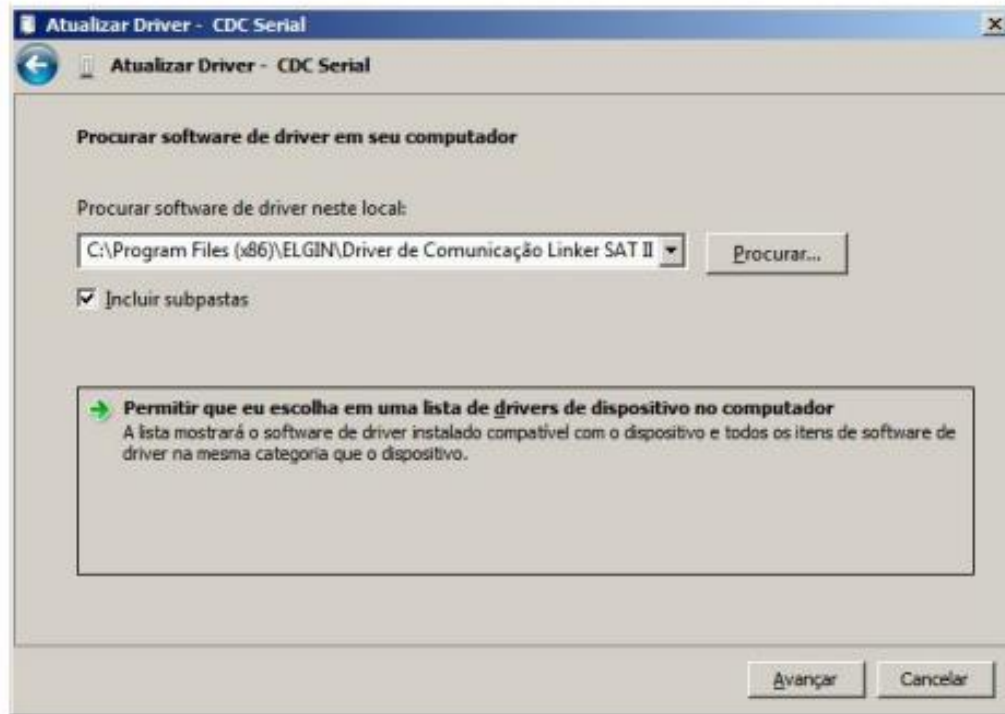 Atualizar Driver - CDC Serial
Atualizar Driver - CDC Serial
Procurar software de driver em seu computador
Procurar software de driver neste local:
C:\Program Files (x86)\ELGIN\Driver de Comunicação Linker SAT II
Procurar...
Incluir subpastas
Permitir que eu escolha em uma lista de drivers de dispositivo no computador
A lista mostrará o software de driver instalado compatível com o dispositivo e todos os itens de software de
driver na mesma categoria que o dispositivo.
Avançar
Cancelar